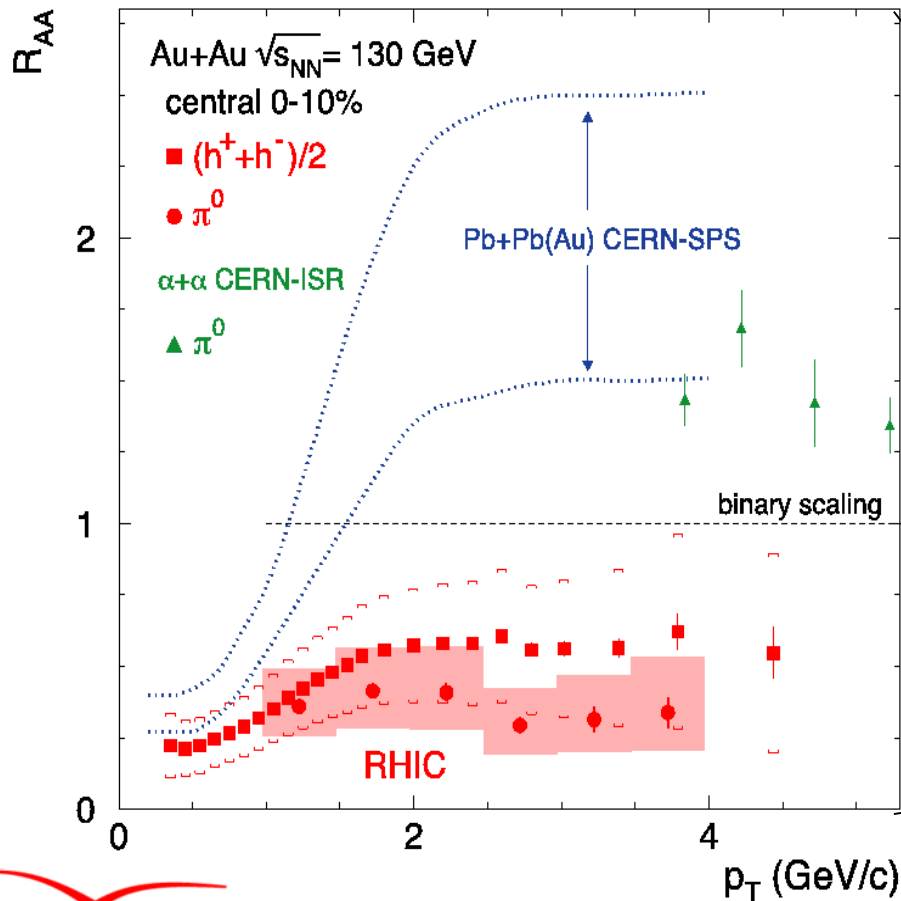 R_AA
Au+Au √s_NN = 130 GeV
central 0-10%
(h⁺+h⁻)/2
π⁰
α+α CERN-ISR
π⁰
Pb+Pb(Au) CERN-SPS
binary scaling
RHIC
2
1
0
0 2 4
p_T (GeV/c)